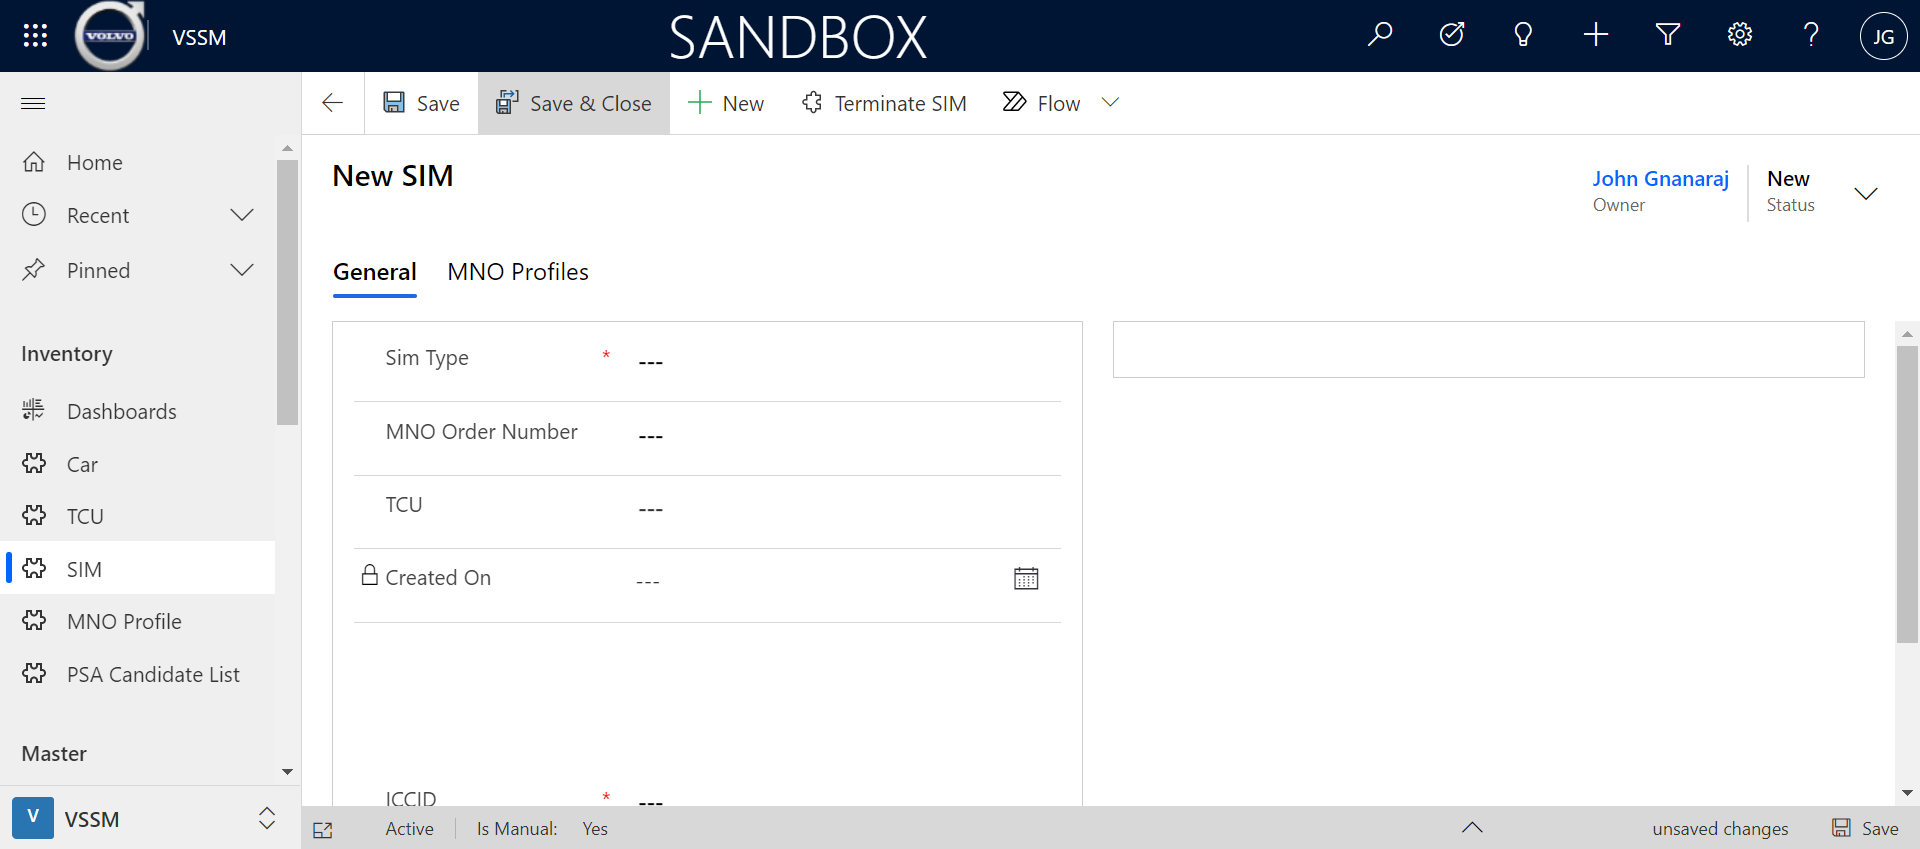 VOLVO
VSSM
SANDBOX
JG
Save
Save & Close
New
Terminate SIM
Flow
Home
Recent
Pinned
Inventory
Dashboards
Car
TCU
SIM
MNO Profile
PSA Candidate List
Master
V
VSSM
New SIM
John Gnanaraj
Owner
New
Status
General
MNO Profiles
Sim Type * ---
MNO Order Number ---
TCU ---
Created On ---
ICCID * ---
Active
Is Manual: Yes
unsaved changes
Save